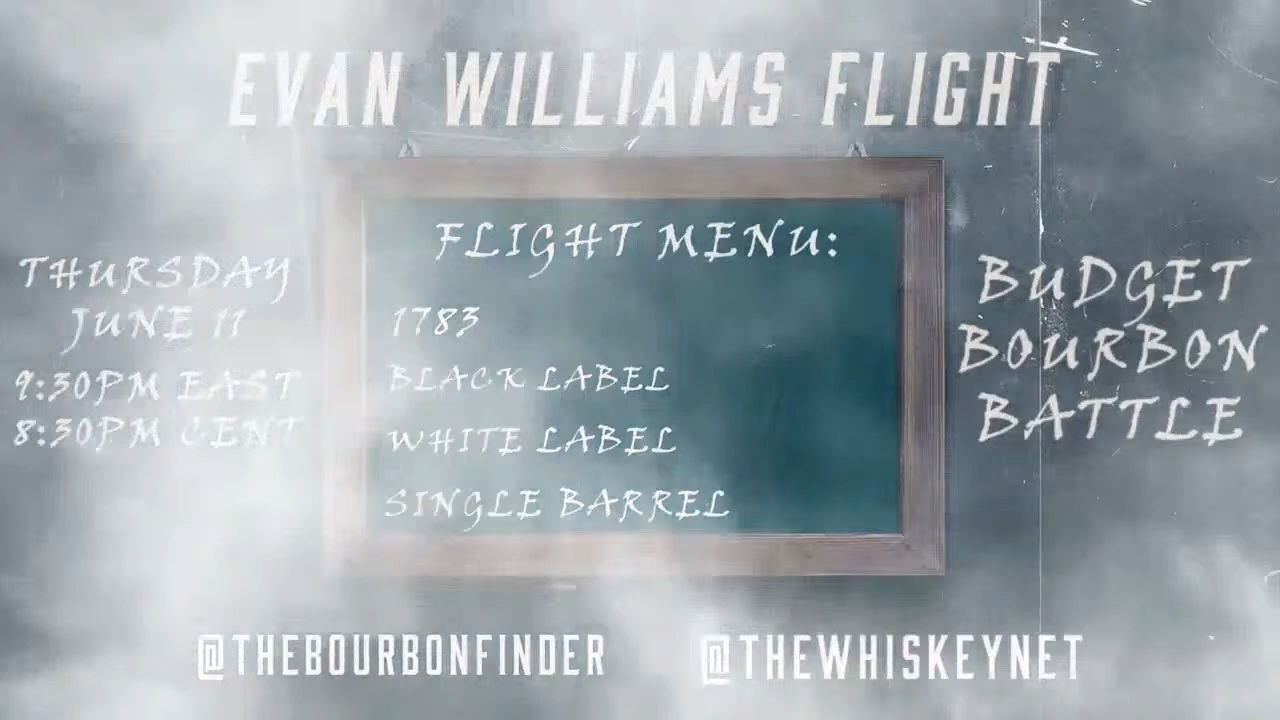 EVAN WILLIAMS FLIGHT
FLIGHT MENU:
1783
BLACK LABEL
WHITE LABEL
SINGLE BARREL
THURSDAY
JUNE 11
9:30PM EAST
8:30PM CENT
BUDGET
BOURBON
BATTLE
@THEBOURBONFINDER
@THEWHISKEYNET